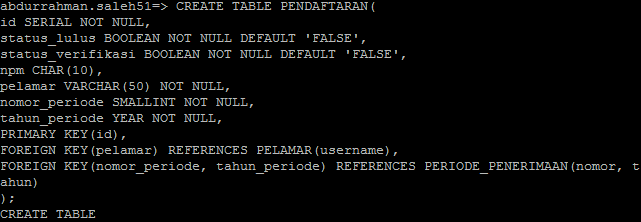 abdurrahman.saleh51=> CREATE TABLE PENDAFTARAN(
id SERIAL NOT NULL,
status_lulus BOOLEAN NOT NULL DEFAULT 'FALSE',
status_verifikasi BOOLEAN NOT NULL DEFAULT 'FALSE',
npm CHAR(10),
pelamar VARCHAR(50) NOT NULL,
nomor_periode SMALLINT NOT NULL,
tahun_periode YEAR NOT NULL,
PRIMARY KEY(id),
FOREIGN KEY(pelamar) REFERENCES PELAMAR(username),
FOREIGN KEY(nomor_periode, tahun_periode) REFERENCES PERIODE_PENERIMAAN(nomor, t
ahun)
);
CREATE TABLE